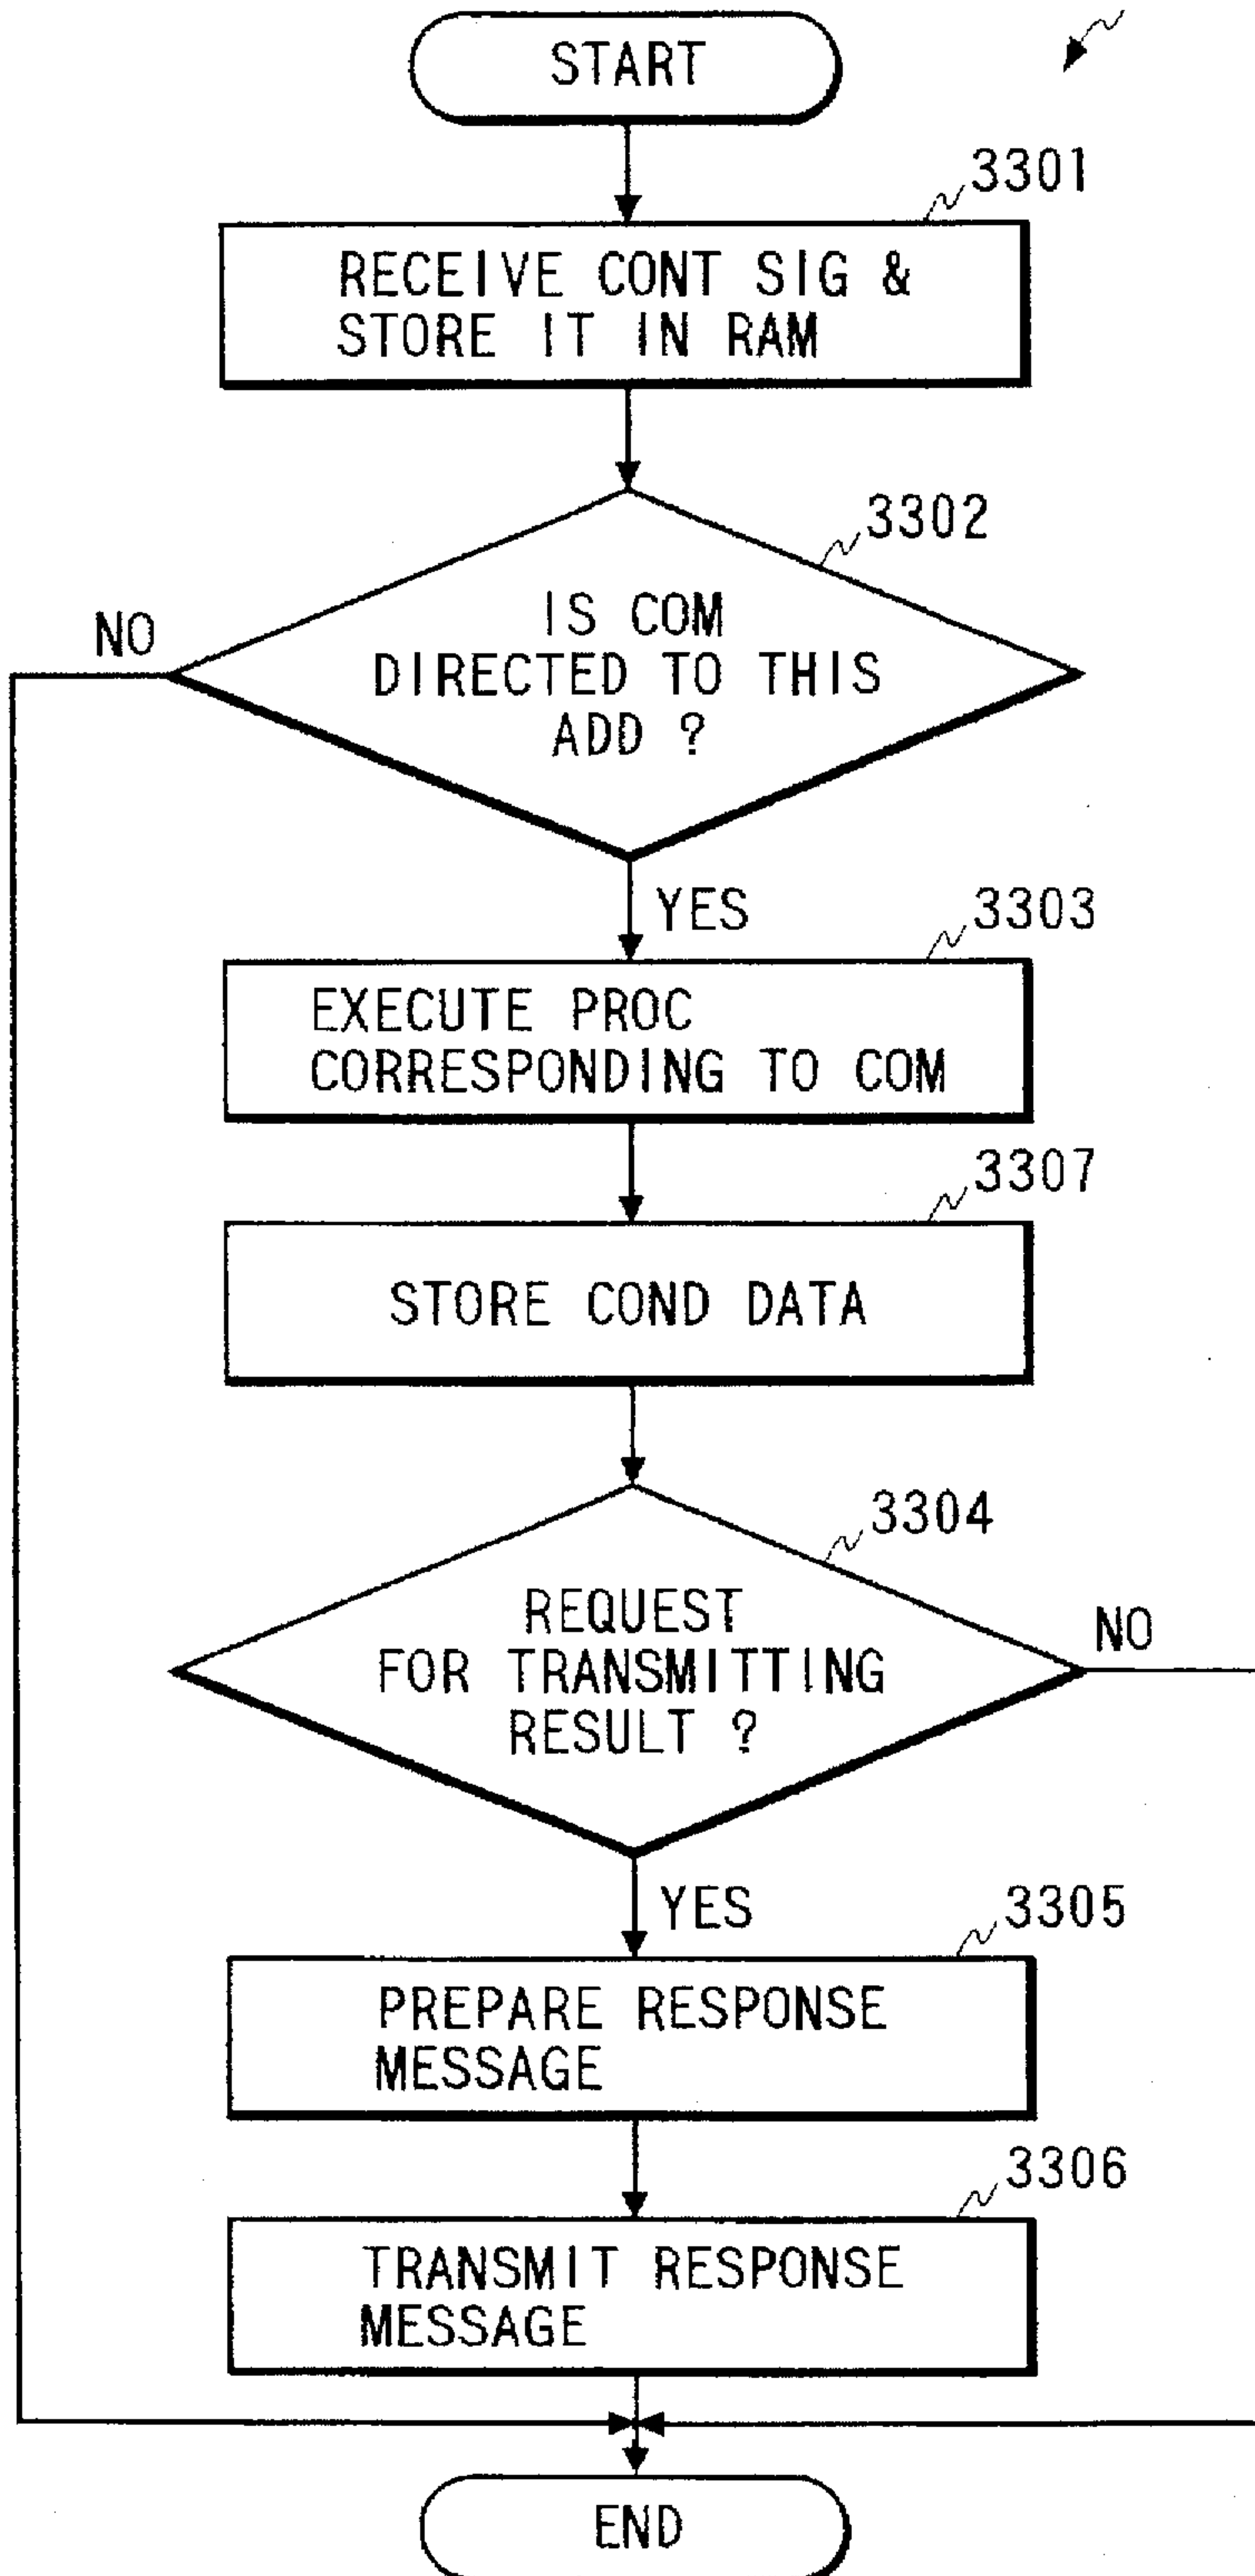 START
3301
RECEIVE CONT SIG &
STORE IT IN RAM
3302
NO
IS COM
DIRECTED TO THIS
ADD ?
YES
3303
EXECUTE PROC
CORRESPONDING TO COM
3307
STORE COND DATA
3304
REQUEST
FOR TRANSMITTING
RESULT ?
NO
YES
3305
PREPARE RESPONSE
MESSAGE
3306
TRANSMIT RESPONSE
MESSAGE
END